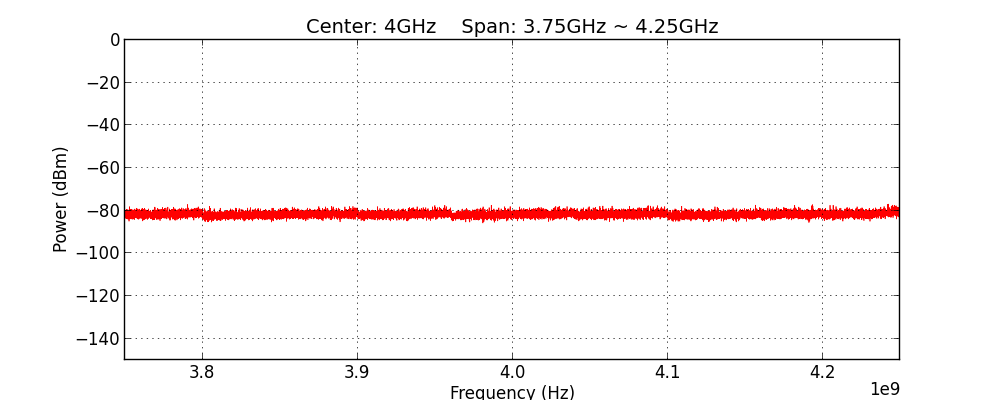 Center: 4GHz    Span: 3.75GHz ~ 4.25GHz
0
−20
−40
−60
−80
−100
−120
−140
Power (dBm)
3.8 3.9 4.0 4.1 4.2
1e9
Frequency (Hz)